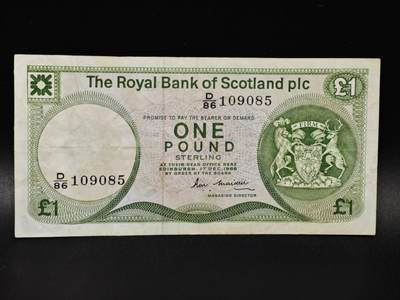 The Royal Bank of Scotland plc
£1
D/86 109085
PROMISE TO PAY THE BEARER ON DEMAND
FIRM
ONE
POUND
STERLING
AT THEIR HEAD OFFICE HERE
EDINBURGH, 17 DEC. 1986
BY ORDER OF THE BOARD
D/86 109085
MANAGING DIRECTOR
£1
£1